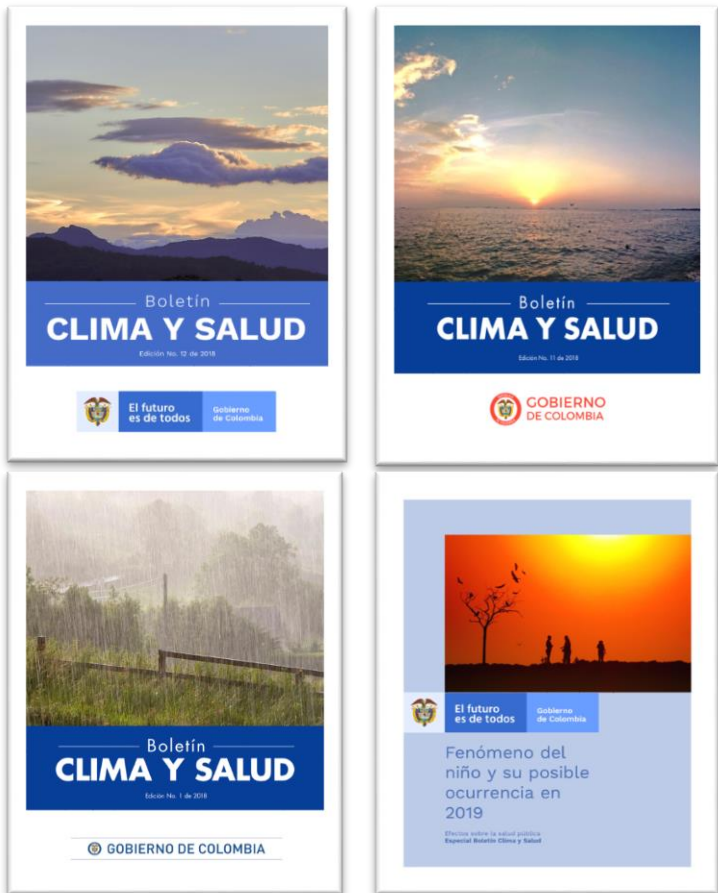 Boletín
CLIMA Y SALUD
Edición No. 12 de 2018
El futuro
es de todos
Gobierno
de Colombia
Boletín
CLIMA Y SALUD
Edición No. 11 de 2018
GOBIERNO
DE COLOMBIA
Boletín
CLIMA Y SALUD
Edición No. 1 de 2018
GOBIERNO DE COLOMBIA
El futuro
es de todos
Gobierno
de Colombia
Fenómeno del
niño y su posible
ocurrencia en
2019
Efectos sobre la salud pública
Especial Boletín Clima y Salud